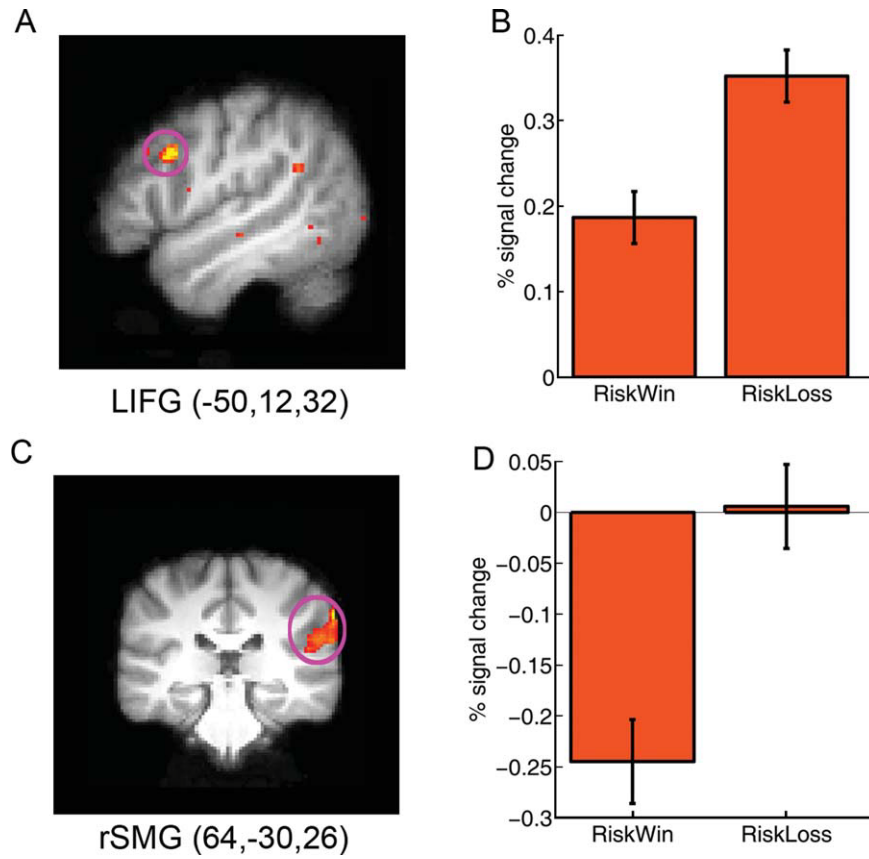 A
LIFG (-50,12,32)
B
% signal change
0.4
0.3
0.2
0.1
0
RiskWin RiskLoss
C
rSMG (64,-30,26)
D
% signal change
0.05
0
−0.05
−0.1
−0.15
−0.2
−0.25
−0.3
RiskWin RiskLoss